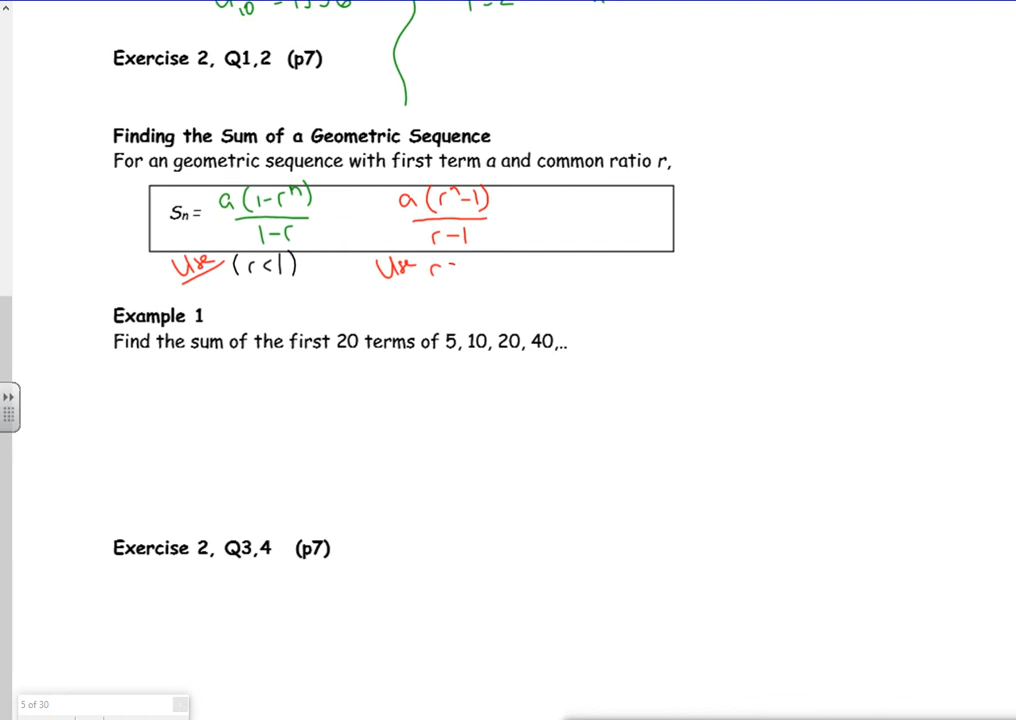 Exercise 2, Q1,2 (p7)
Finding the Sum of a Geometric Sequence
For an geometric sequence with first term a and common ratio r,
Sn = a(1-rⁿ)/1-r a(rⁿ-1)/r-1
Use (r<1) Use r
Example 1
Find the sum of the first 20 terms of 5, 10, 20, 40,..
Exercise 2, Q3,4 (p7)
5 of 30